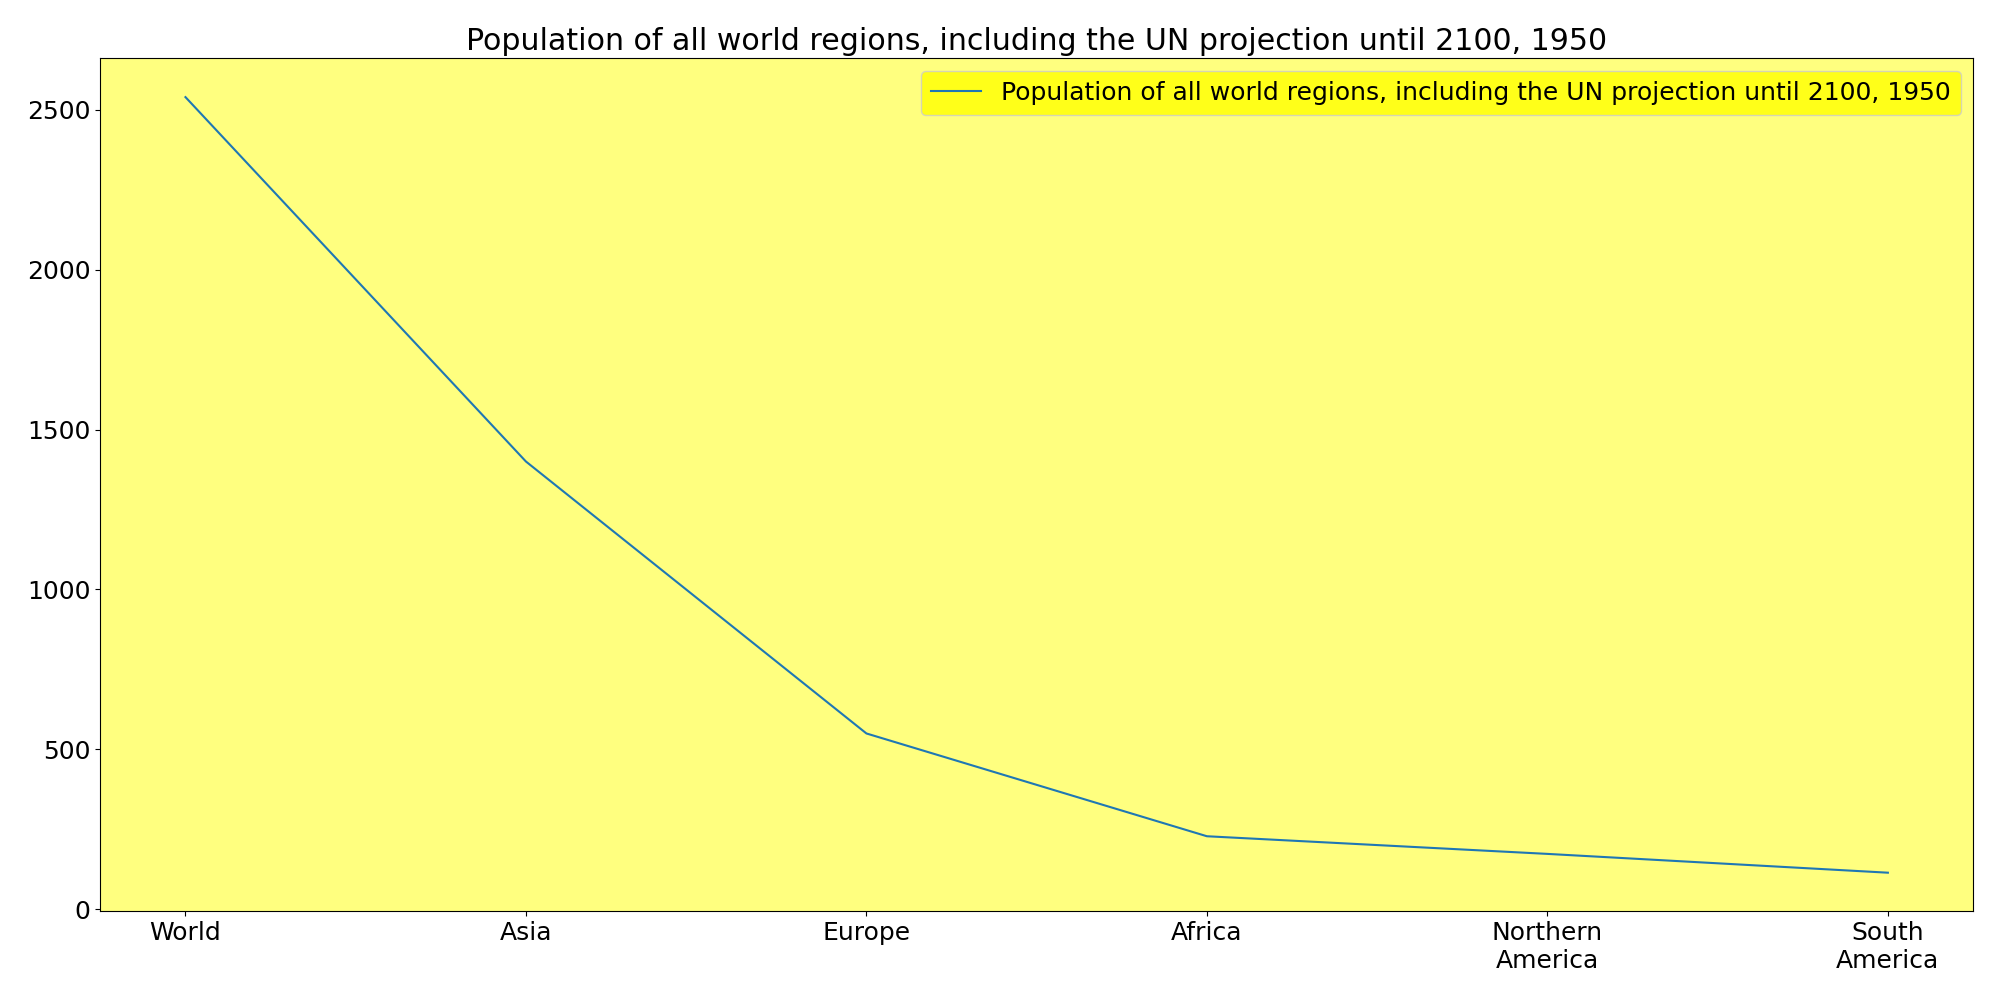 Population of all world regions, including the UN projection until 2100, 1950
Population of all world regions, including the UN projection until 2100, 1950
2500
2000
1500
1000
500
0
World
Asia
Europe
Africa
Northern
America
South
America